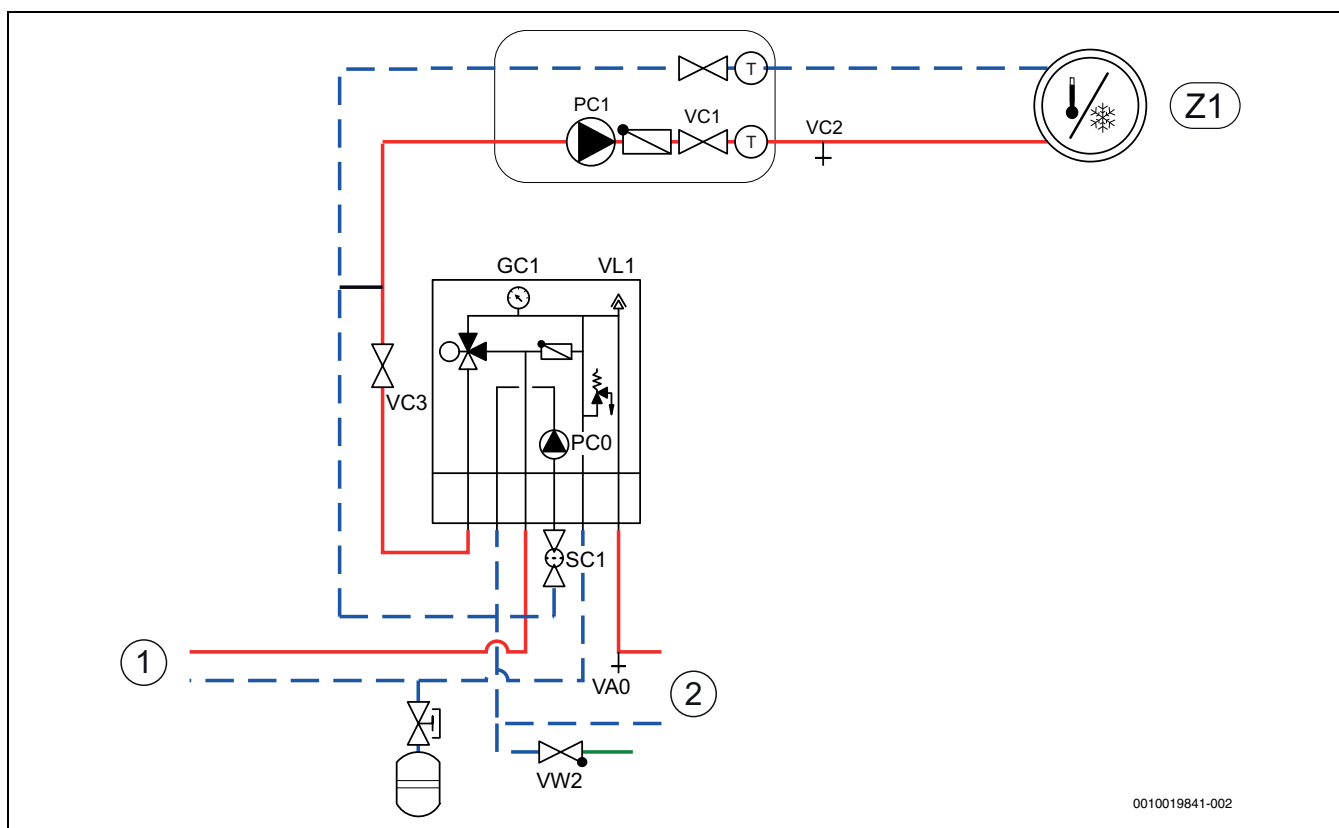 T
PC1
VC1
T
VC2
Z1
GC1
VL1
VC3
PC0
SC1
1
VA0
2
VW2
0010019841-002